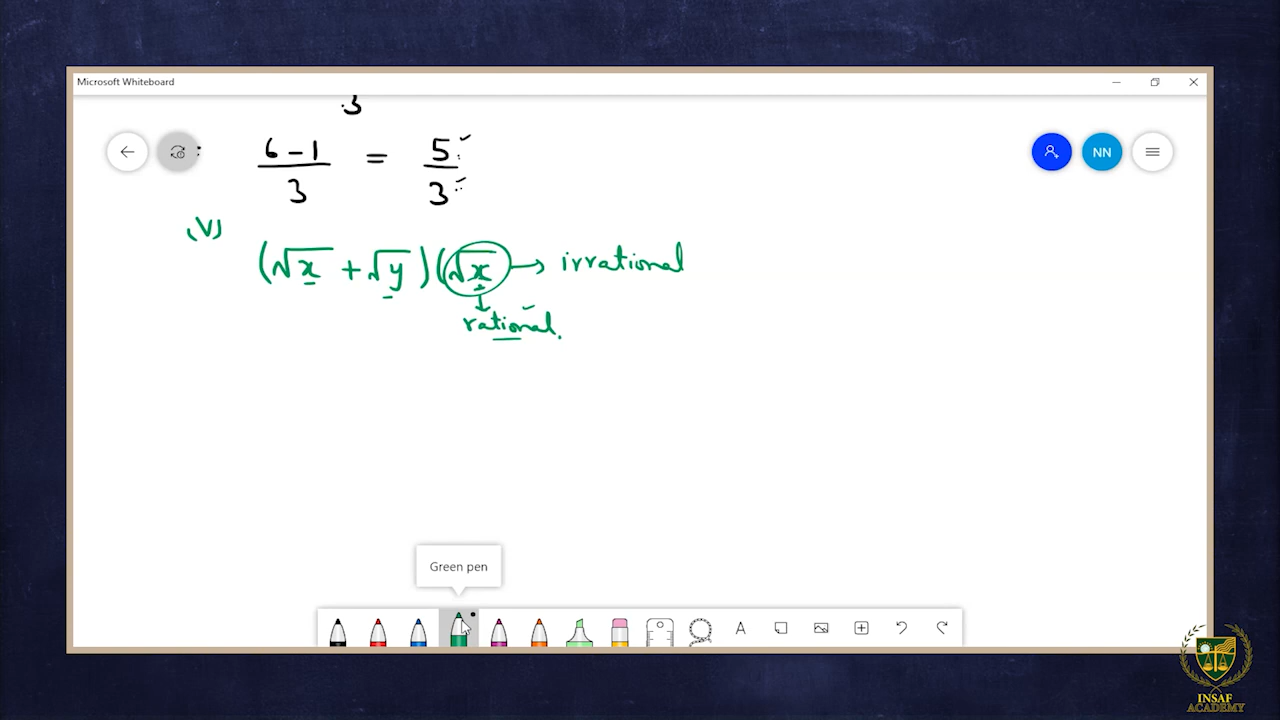 Microsoft Whiteboard
3
6 - 1 / 3 = 5 / 3
(V)
(√x + √y)(√x → irrational
rational.
NN
Green pen
A
INSAF
ACADEMY